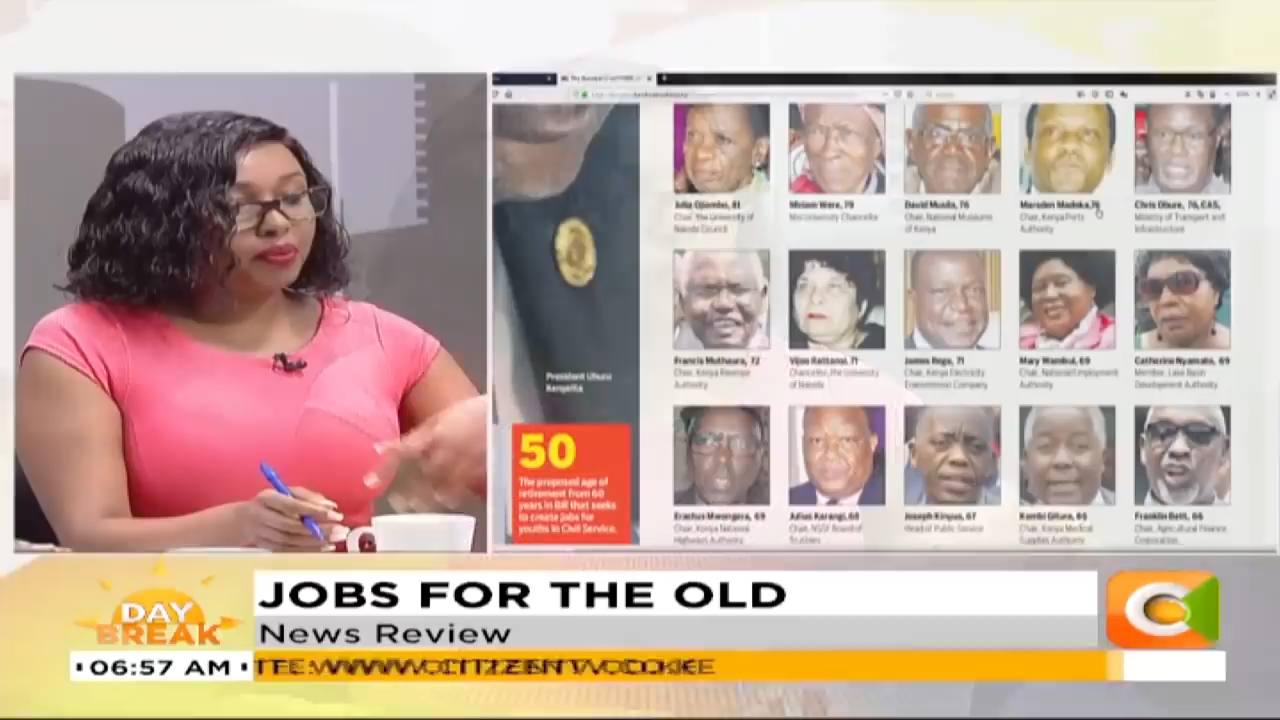 Julia Ojiambo, 81
Chair, the University of
Nairobi Council
Miriam Were, 79
Moi University Chancellor
David Musila, 76
Chair, National Museums
of Kenya
Marsden Madoka, 76
Chair, Kenya Ports
Authority
Chris Obure, 76, CAS,
Ministry of Transport and
Infrastructure
Francis Muthaura, 72
Chair, Kenya Revenue
Authority
Vijoo Rattansi, 71
Chancellor, the University
of Nairobi
James Rege, 71
Chair, Kenya Electricity
Transmission Company
Mary Wambui, 69
Chair, National Employment
Authority
Catherine Nyamato, 69
Member, Lake Basin
Development Authority
President Uhuru
Kenyatta
50
The proposed age of
retirement from 60
years in Bill that seeks
to create jobs for
youths in Civil Service.
Erastus Mwongera, 69
Chair, Kenya National
Highways Authority
Julius Karangi, 68
Chair, NSSF Board of
Trustees
Joseph Kinyua, 67
Head of Public Service
Kembi Gitura, 66
Chair, Kenya Medical
Supplies Authority
Franklin Bett, 66
Chair, Agricultural Finance
Corporation.
DAY
BREAK
JOBS FOR THE OLD
News Review
06:57 AM
C